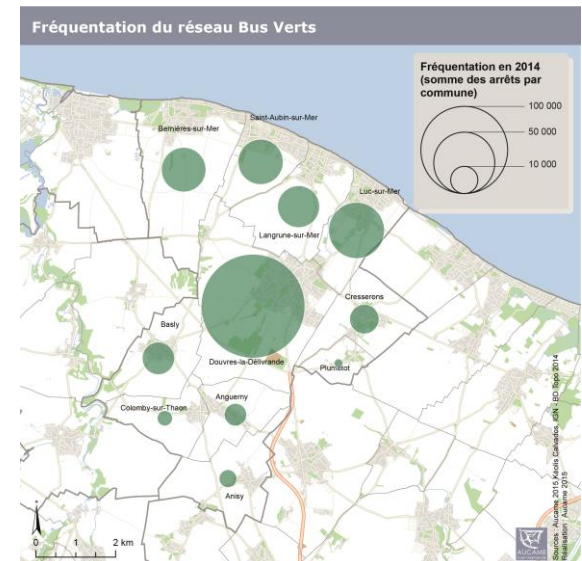 Fréquentation du réseau Bus Verts
Fréquentation en 2014
(somme des arrêts par
commune)
100 000
50 000
10 000
Saint-Aubin-sur-Mer
Bernières-sur-Mer
Luc-sur-Mer
Langrune-sur-Mer
Cresserons
Basly
Douvres-la-Délivrande
Plumetot
Anguerny
Colomby-sur-Thaon
Anisy
0 1 2 km
AUCAME
Sources : Aucame 2015, Kéolis Calvados, IGN - BD Topo 2014
Réalisation : Aucame 2015